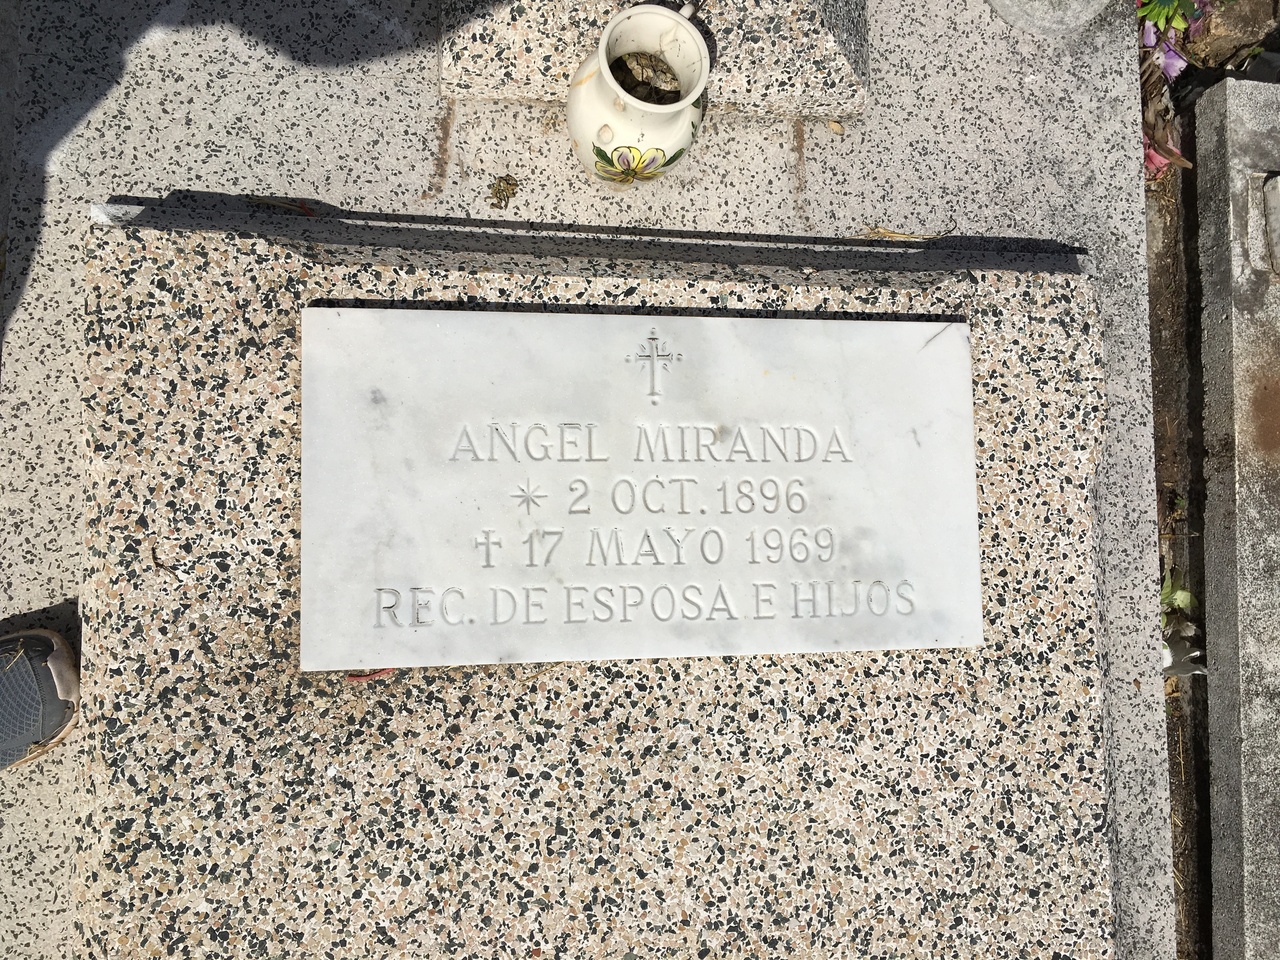 ANGEL MIRANDA
* 2 OCT. 1896
† 17 MAYO 1969
REC. DE ESPOSA E HIJOS